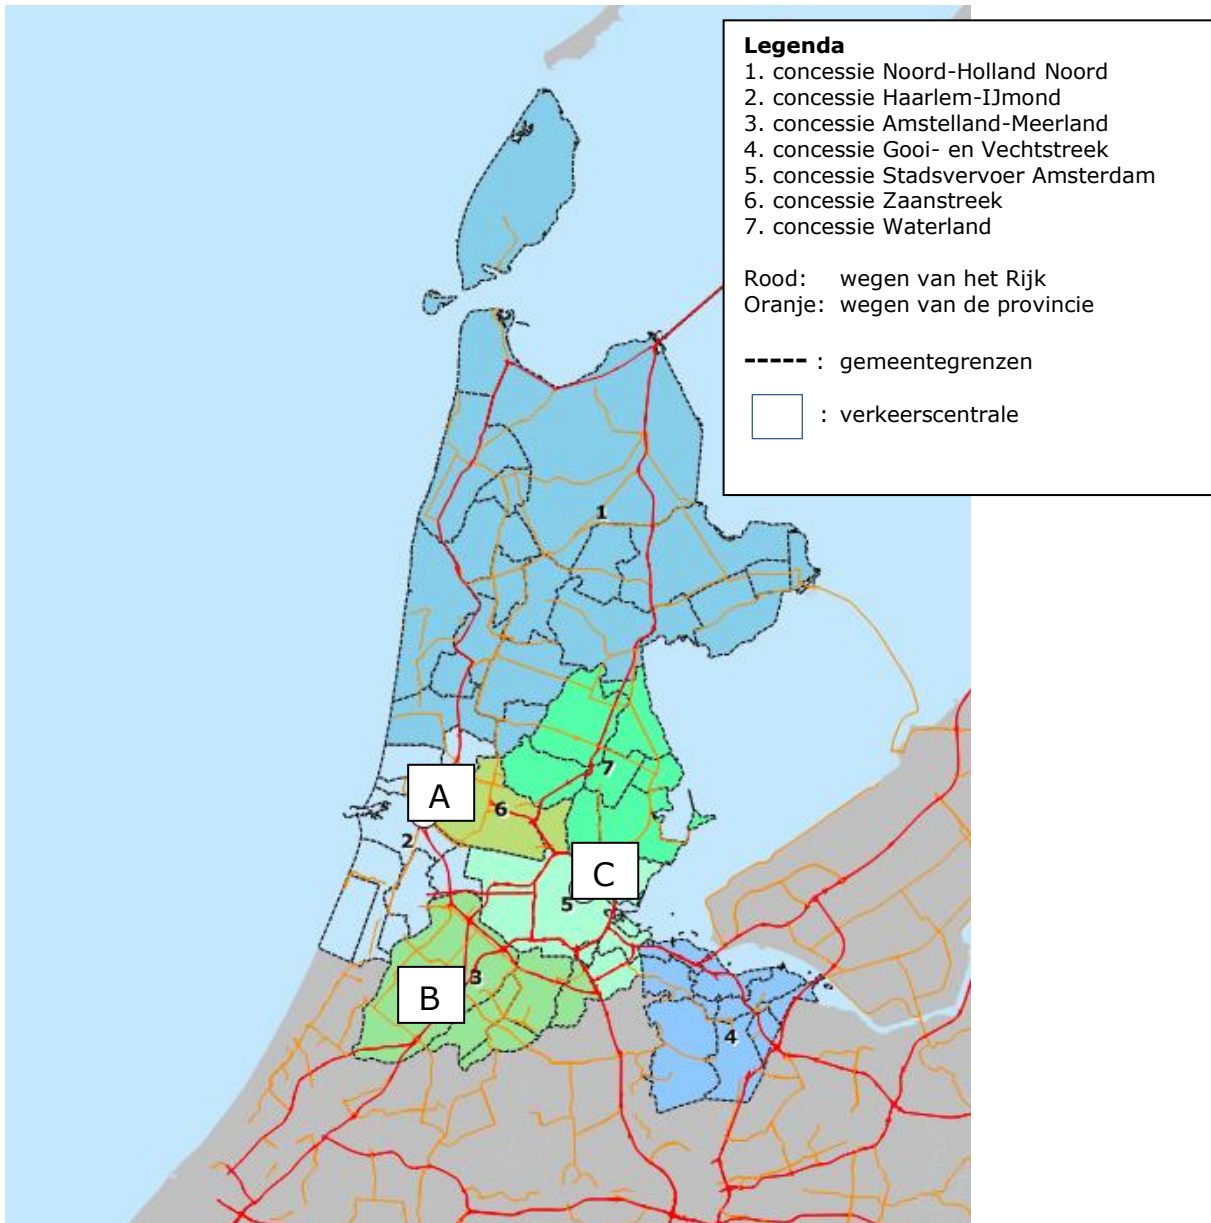 Legenda
1. concessie Noord-Holland Noord
2. concessie Haarlem-IJmond
3. concessie Amstelland-Meerland
4. concessie Gooi- en Vechtstreek
5. concessie Stadsvervoer Amsterdam
6. concessie Zaanstreek
7. concessie Waterland
Rood: wegen van het Rijk
Oranje: wegen van de provincie
----- : gemeentegrenzen
: verkeerscentrale
1
7
A
6
2
C
5
3
B
4